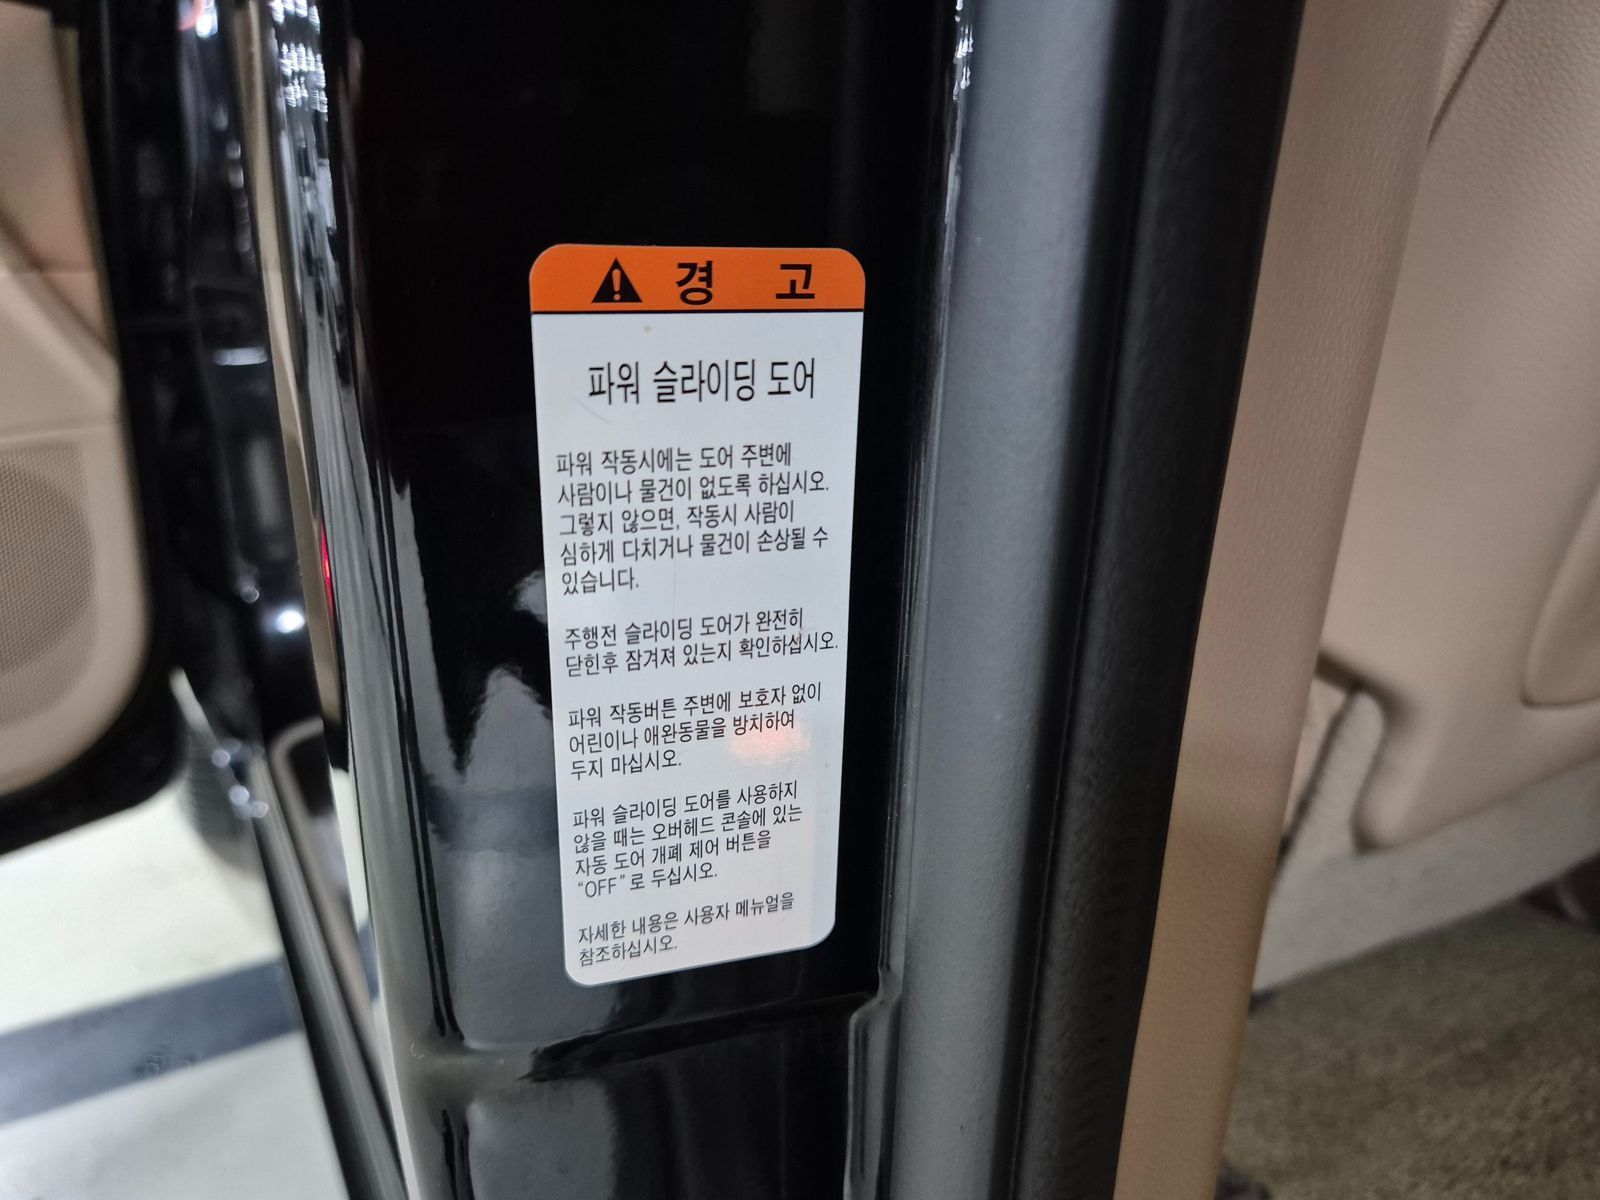 경 고
파워 슬라이딩 도어
파워 작동시에는 도어 주변에
사람이나 물건이 없도록 하십시오.
그렇지 않으면, 작동시 사람이
심하게 다치거나 물건이 손상될 수
있습니다.
주행전 슬라이딩 도어가 완전히
닫힌후 잠겨져 있는지 확인하십시오.
파워 작동버튼 주변에 보호자 없이
어린이나 애완동물을 방치하여
두지 마십시오.
파워 슬라이딩 도어를 사용하지
않을 때는 오버헤드 콘솔에 있는
자동 도어 개폐 제어 버튼을
“OFF”로 두십시오.
자세한 내용은 사용자 메뉴얼을
참조하십시오.